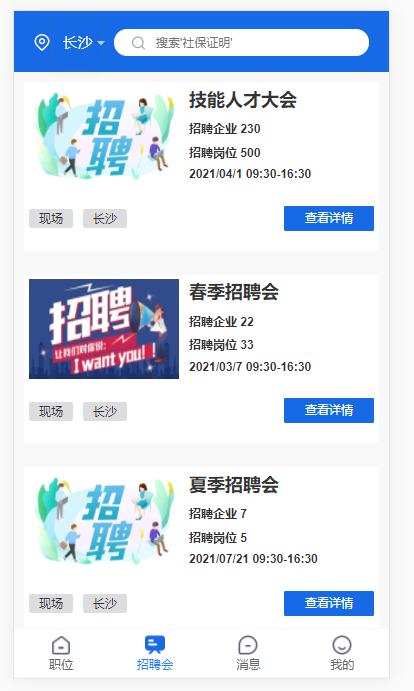 长沙
搜索'社保证明'
招聘
技能人才大会
招聘企业 230
招聘岗位 500
2021/04/1 09:30-16:30
现场 长沙 查看详情
招聘
让我们对你说:
I want you!!
春季招聘会
招聘企业 22
招聘岗位 33
2021/03/7 09:30-16:30
现场 长沙 查看详情
招聘
夏季招聘会
招聘企业 7
招聘岗位 5
2021/07/21 09:30-16:30
现场 长沙 查看详情
职位 招聘会 消息 我的